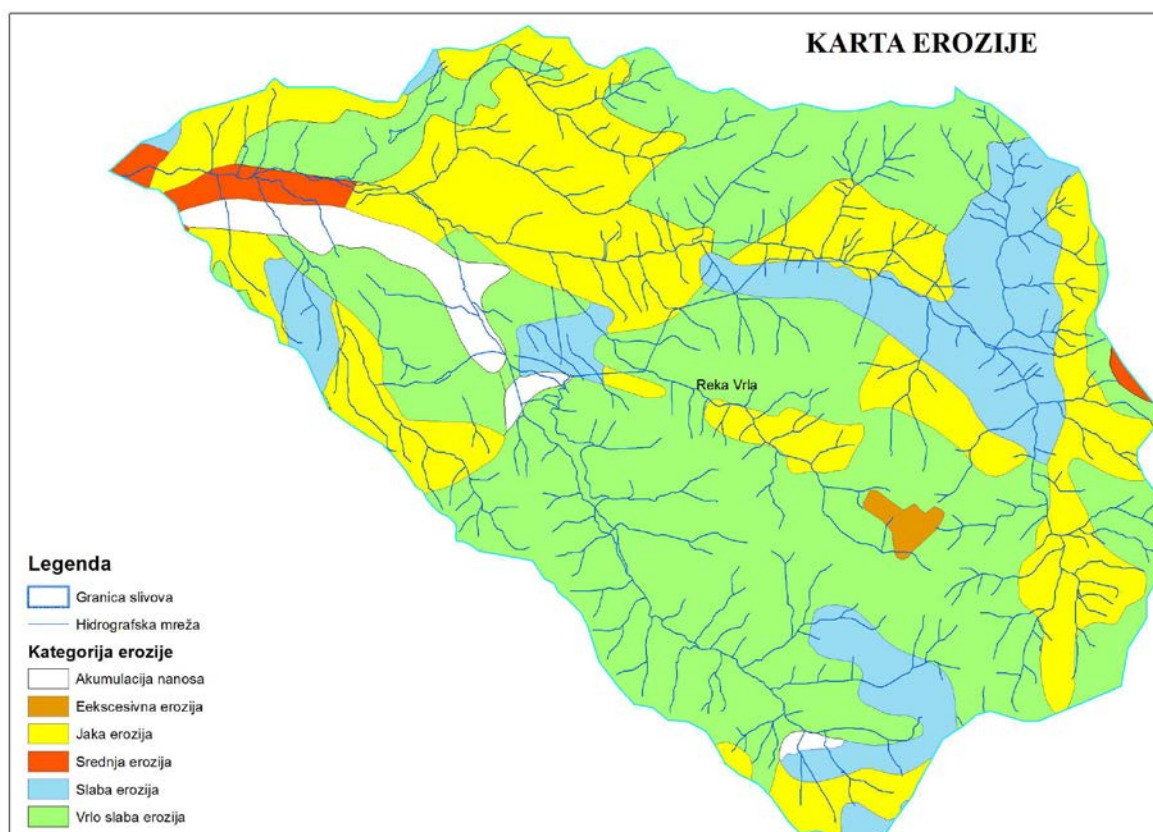 KARTA EROZIJE
Reka Vrla
Legenda
Granica slivova
Hidrografska mreža
Kategorija erozije
Akumulacija nanosa
Eekscesivna erozija
Jaka erozija
Srednja erozija
Slaba erozija
Vrlo slaba erozija